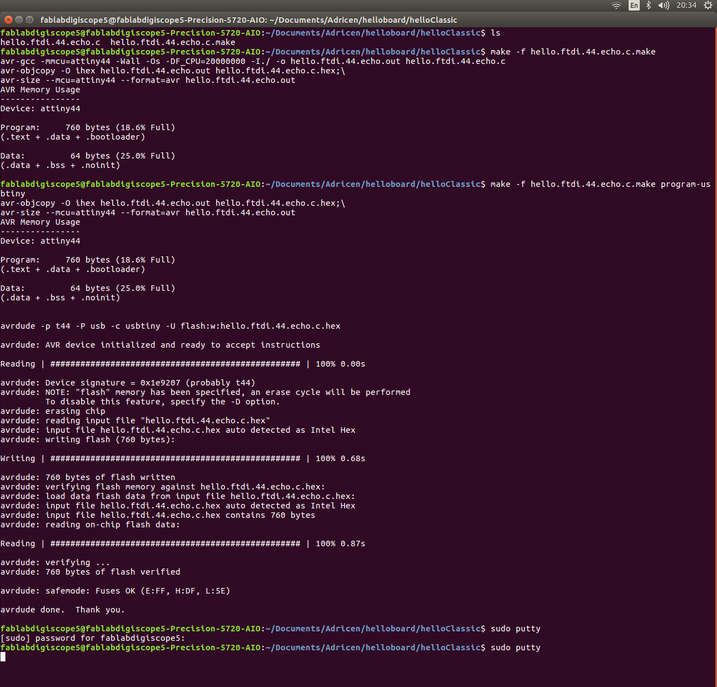 En 20:34
fablabdigiscope5@fablabdigiscope5-Precision-5720-AIO: ~/Documents/Adricen/helloboard/helloClassic
fablabdigiscope5@fablabdigiscope5-Precision-5720-AIO:~/Documents/Adricen/helloboard/helloClassic$ ls
hello.ftdi.44.echo.c  hello.ftdi.44.echo.c.make
fablabdigiscope5@fablabdigiscope5-Precision-5720-AIO:~/Documents/Adricen/helloboard/helloClassic$ make -f hello.ftdi.44.echo.c.make
avr-gcc -mmcu=attiny44 -Wall -Os -DF_CPU=20000000 -I./ -o hello.ftdi.44.echo.out hello.ftdi.44.echo.c
avr-objcopy -O ihex hello.ftdi.44.echo.out hello.ftdi.44.echo.c.hex;\
avr-size --mcu=attiny44 --format=avr hello.ftdi.44.echo.out
AVR Memory Usage
----------------
Device: attiny44
Program:     760 bytes (18.6% Full)
(.text + .data + .bootloader)
Data:         64 bytes (25.0% Full)
(.data + .bss + .noinit)
fablabdigiscope5@fablabdigiscope5-Precision-5720-AIO:~/Documents/Adricen/helloboard/helloClassic$ make -f hello.ftdi.44.echo.c.make program-us
btiny
avr-objcopy -O ihex hello.ftdi.44.echo.out hello.ftdi.44.echo.c.hex;\
avr-size --mcu=attiny44 --format=avr hello.ftdi.44.echo.out
AVR Memory Usage
----------------
Device: attiny44
Program:     760 bytes (18.6% Full)
(.text + .data + .bootloader)
Data:         64 bytes (25.0% Full)
(.data + .bss + .noinit)
avrdude -p t44 -P usb -c usbtiny -U flash:w:hello.ftdi.44.echo.c.hex
avrdude: AVR device initialized and ready to accept instructions
Reading | ################################################## | 100% 0.00s
avrdude: Device signature = 0x1e9207 (probably t44)
avrdude: NOTE: "flash" memory has been specified, an erase cycle will be performed
         To disable this feature, specify the -D option.
avrdude: erasing chip
avrdude: reading input file "hello.ftdi.44.echo.c.hex"
avrdude: input file hello.ftdi.44.echo.c.hex auto detected as Intel Hex
avrdude: writing flash (760 bytes):
Writing | ################################################## | 100% 0.68s
avrdude: 760 bytes of flash written
avrdude: verifying flash memory against hello.ftdi.44.echo.c.hex:
avrdude: load data flash data from input file hello.ftdi.44.echo.c.hex:
avrdude: input file hello.ftdi.44.echo.c.hex auto detected as Intel Hex
avrdude: input file hello.ftdi.44.echo.c.hex contains 760 bytes
avrdude: reading on-chip flash data:
Reading | ################################################## | 100% 0.87s
avrdude: verifying ...
avrdude: 760 bytes of flash verified
avrdude: safemode: Fuses OK (E:FF, H:DF, L:5E)
avrdude done.  Thank you.
fablabdigiscope5@fablabdigiscope5-Precision-5720-AIO:~/Documents/Adricen/helloboard/helloClassic$ sudo putty
[sudo] password for fablabdigiscope5:
fablabdigiscope5@fablabdigiscope5-Precision-5720-AIO:~/Documents/Adricen/helloboard/helloClassic$ sudo putty